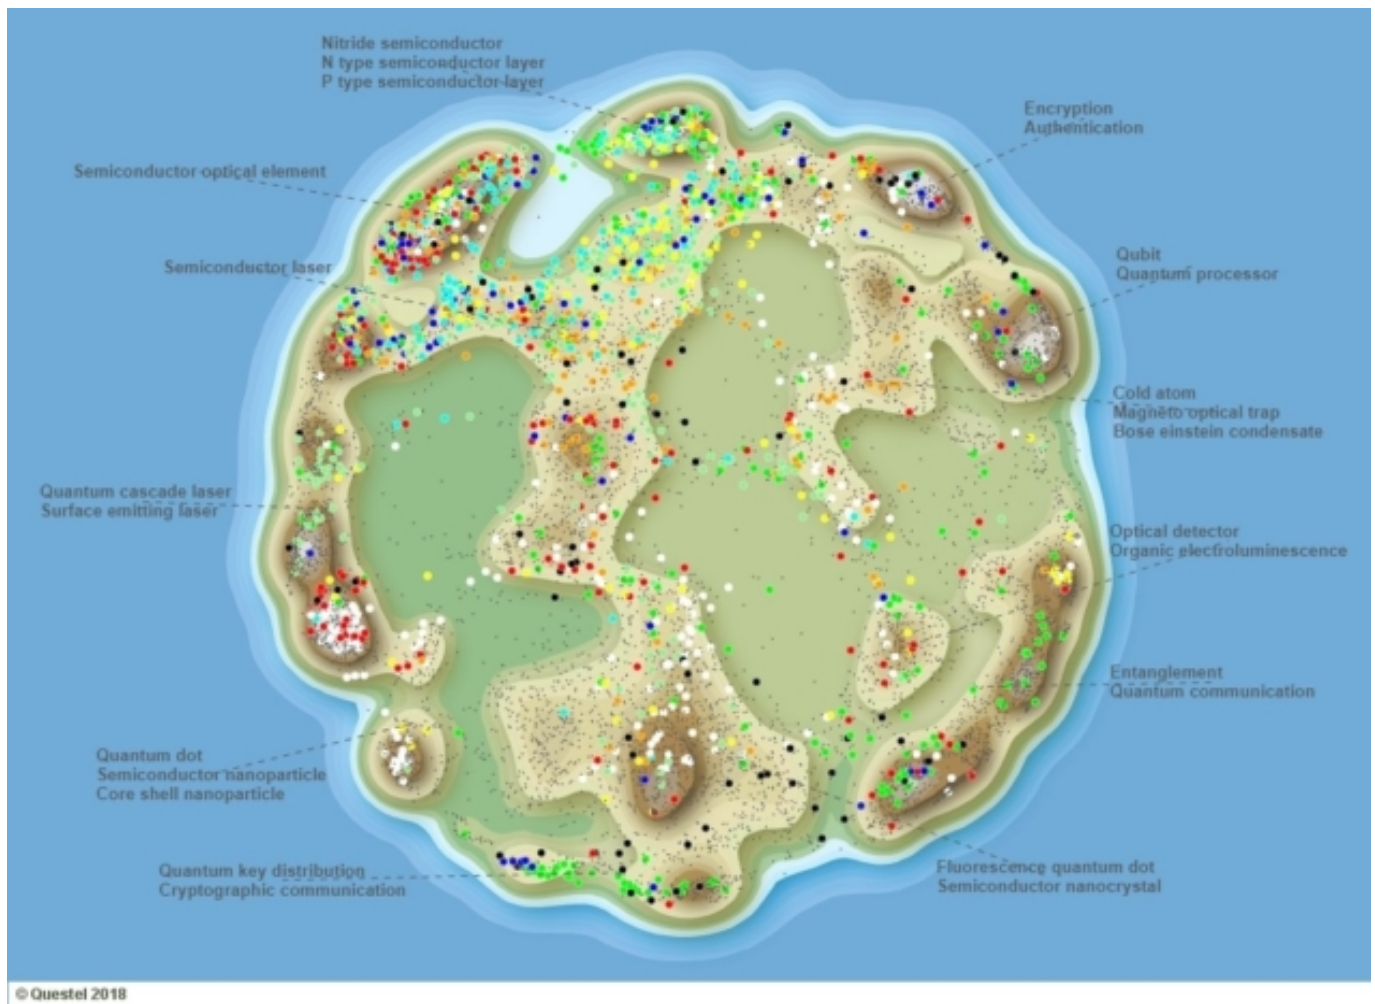 Nitride semiconductor
N type semiconductor layer
P type semiconductor layer
Encryption
Authentication
Semiconductor optical element
Semiconductor laser
Qubit
Quantum processor
Cold atom
Magneto optical trap
Bose einstein condensate
Quantum cascade laser
Surface emitting laser
Optical detector
Organic electroluminescence
Entanglement
Quantum communication
Quantum dot
Semiconductor nanoparticle
Core shell nanoparticle
Quantum key distribution
Cryptographic communication
Fluorescence quantum dot
Semiconductor nanocrystal
© Questel 2018